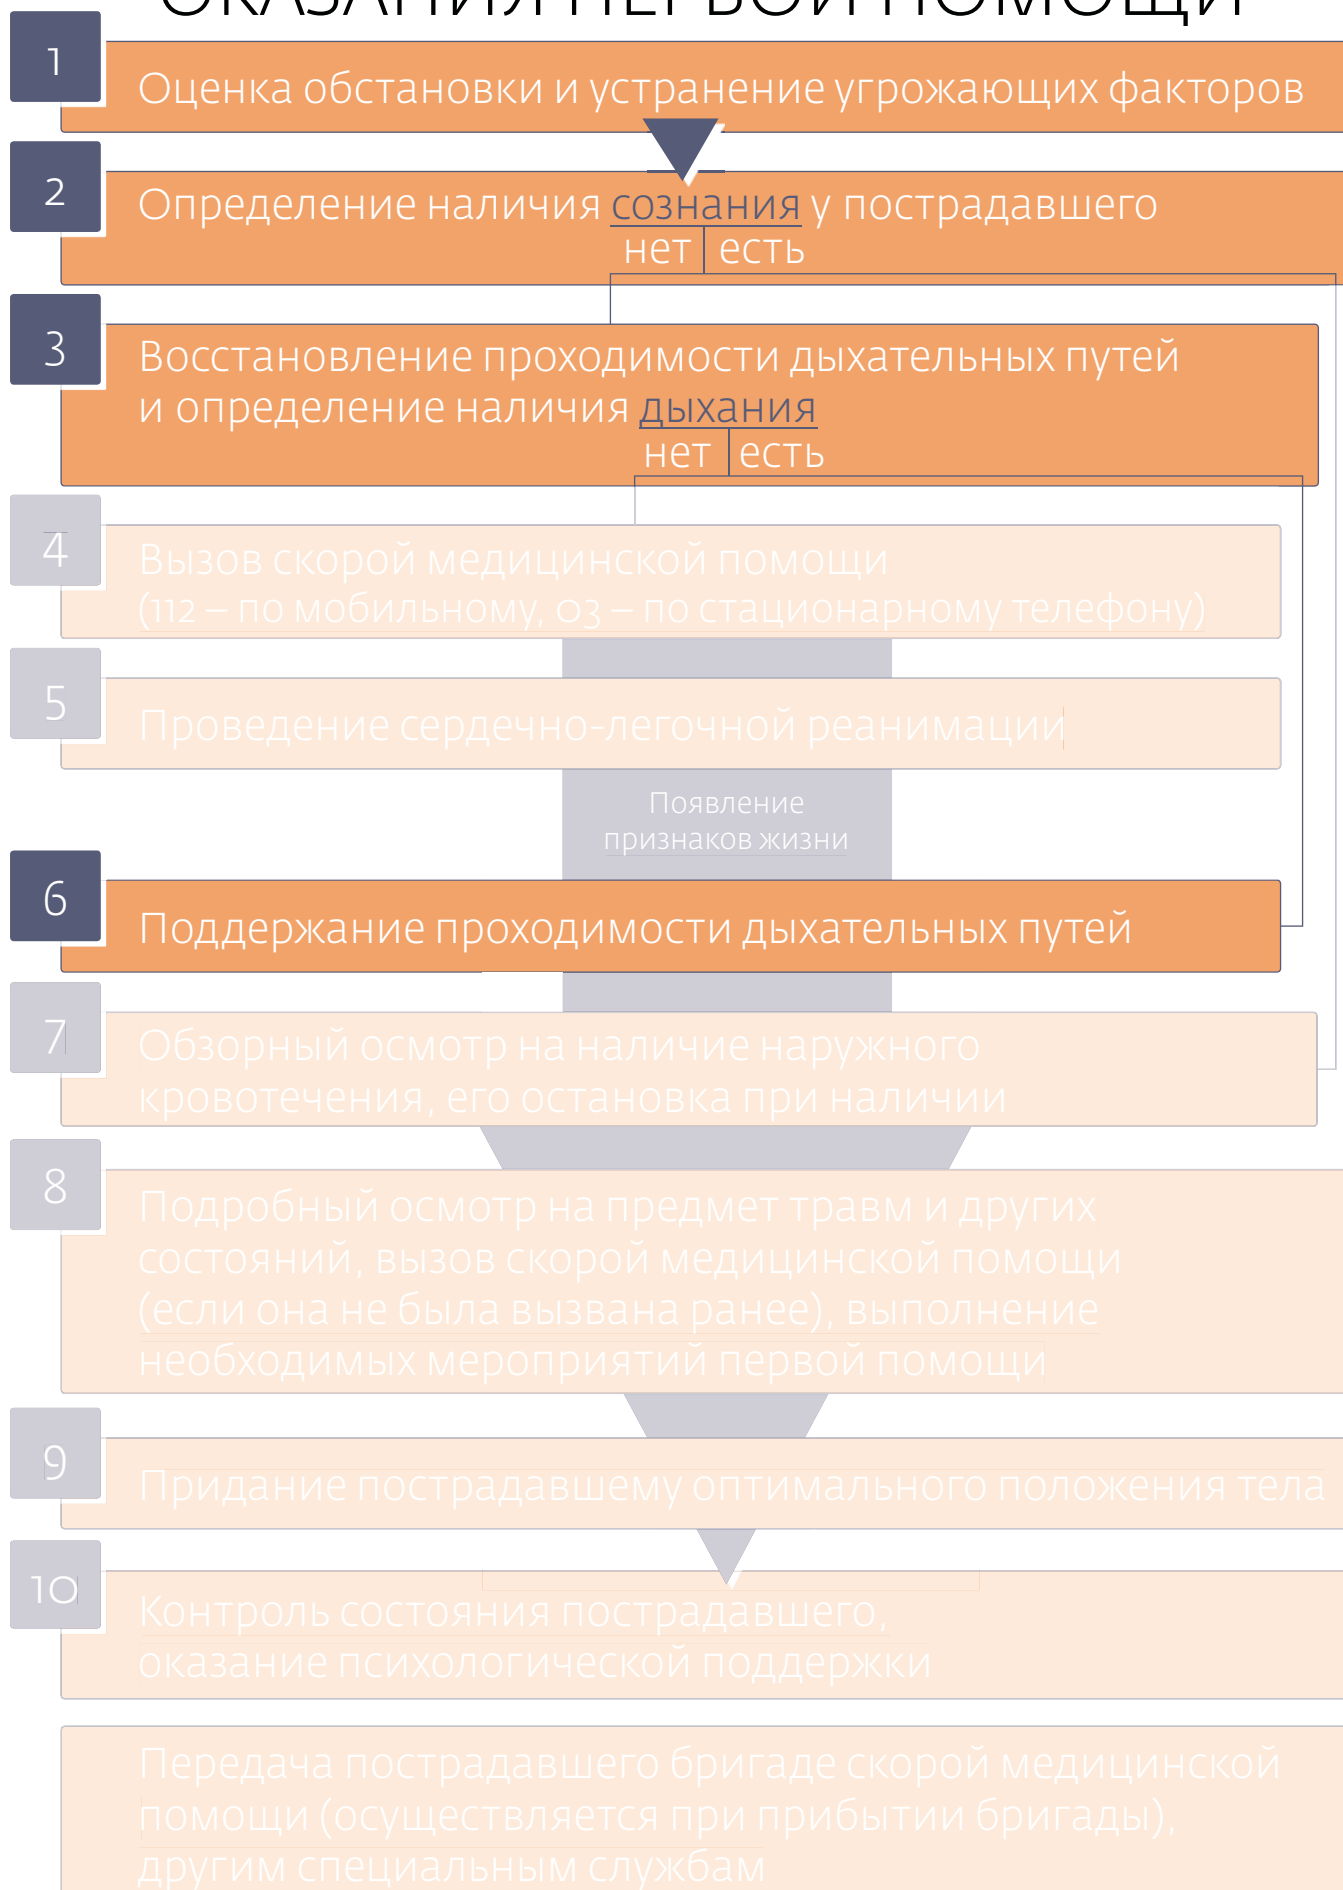 ОКАЗАНИЯ ПЕРВОЙ ПОМОЩИ
1
Оценка обстановки и устранение угрожающих факторов
2
Определение наличия сознания у пострадавшего
нет есть
3
Восстановление проходимости дыхательных путей
и определение наличия дыхания
нет есть
4
Вызов скорой медицинской помощи
(112 – по мобильному, 03 – по стационарному телефону)
5
Проведение сердечно-легочной реанимации
Появление
признаков жизни
6
Поддержание проходимости дыхательных путей
7
Обзорный осмотр на наличие наружного
кровотечения, его остановка при наличии
8
Подробный осмотр на предмет травм и других
состояний, вызов скорой медицинской помощи
(если она не была вызвана ранее), выполнение
необходимых мероприятий первой помощи
9
Придание пострадавшему оптимального положения тела
10
Контроль состояния пострадавшего,
оказание психологической поддержки
Передача пострадавшего бригаде скорой медицинской
помощи (осуществляется при прибытии бригады),
другим специальным службам